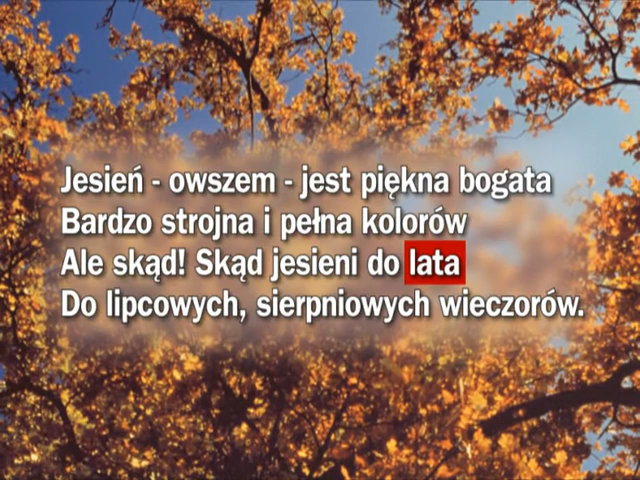 Jesień - owszem - jest piękna bogata
Bardzo strojna i pełna kolorów
Ale skąd! Skąd jesieni do lata
Do lipcowych, sierpniowych wieczorów.